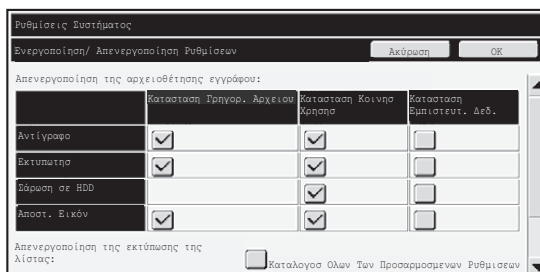 Ρυθμίσεις Συστήματος
Ενεργοποίηση/ Απενεργοποίηση Ρυθμίσεων
Ακύρωση
OK
Απενεργοποίηση της αρχειοθέτησης εγγράφου:
Κατασταση Γρηγορ. Αρχειου
Κατασταση Κοινησ
Χρησησ
Κατασταση
Εμπιστευτ. Δεδ.
Αντίγραφο
Εκτυπωτησ
Σάρωση σε HDD
Αποστ. Εικόν
Απενεργοποίηση της εκτύπωσης της
λίστας:
Καταλογοσ Ολων Των Προσαρμοσμενων Ρυθμισεων